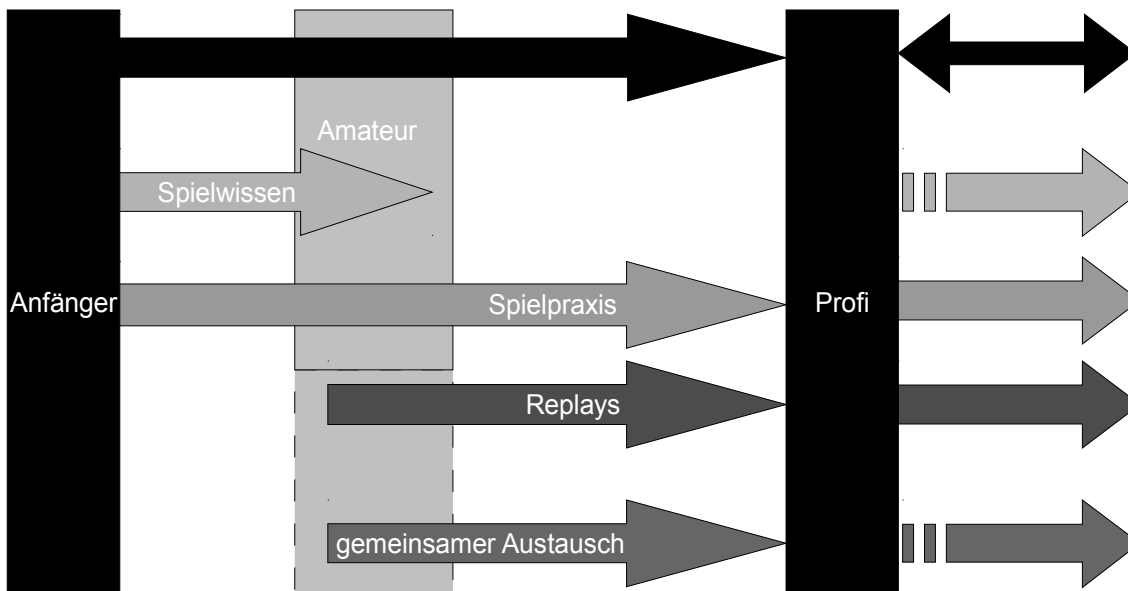 Amateur
Spielwissen
Anfänger
Spielpraxis
Profi
Replays
gemeinsamer Austausch